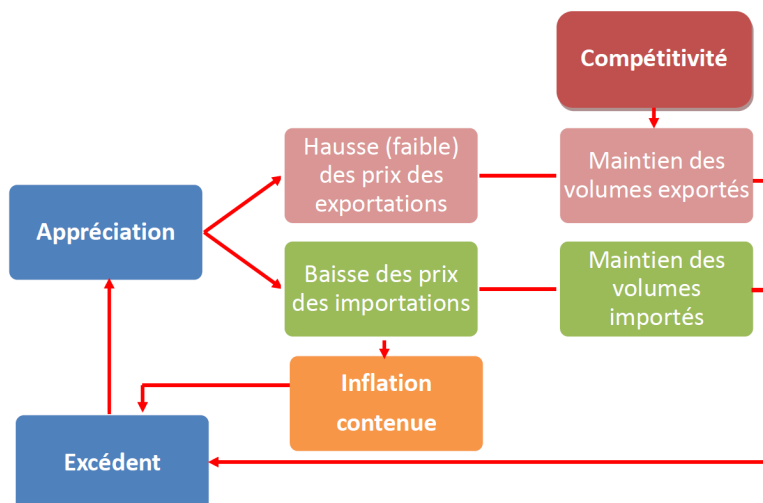 Compétitivité
Hausse (faible)
des prix des
exportations
Maintien des
volumes exportés
Appréciation
Baisse des prix
des importations
Maintien des
volumes
importés
Inflation
contenue
Excédent